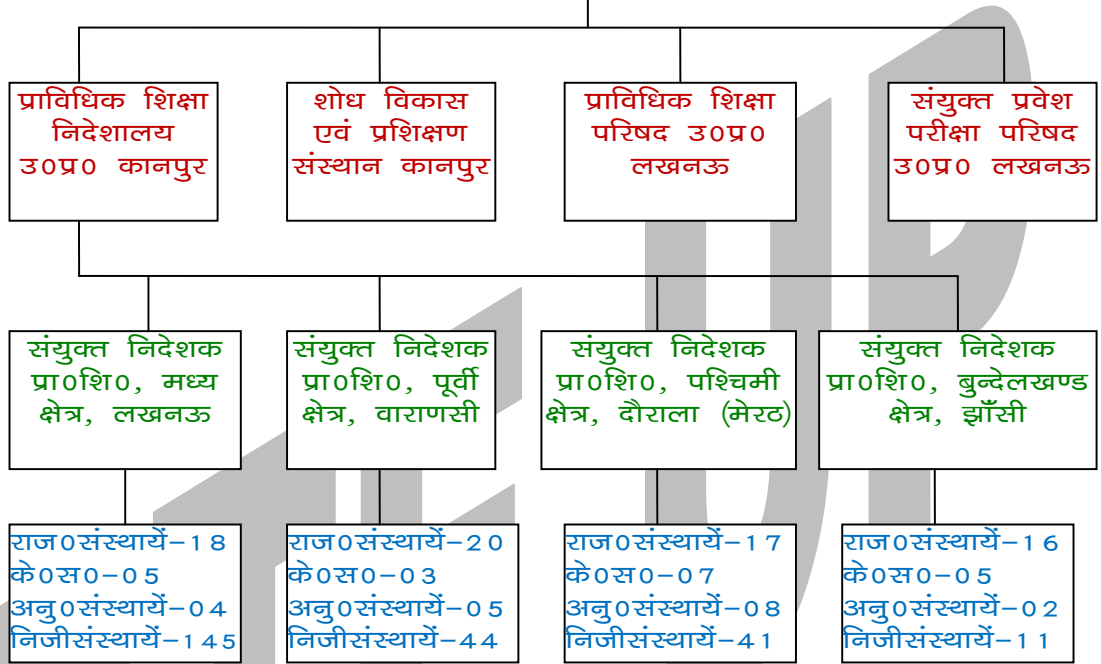 प्राविधिक शिक्षा
निदेशालय
उ0प्र0 कानपुर
शोध विकास
एवं प्रशिक्षण
संस्थान कानपुर
प्राविधिक शिक्षा
परिषद उ0प्र0
लखनऊ
संयुक्त प्रवेश
परीक्षा परिषद
उ0प्र0 लखनऊ
संयुक्त निदेशक
प्रा0शि0, मध्य
क्षेत्र, लखनऊ
संयुक्त निदेशक
प्रा0शि0, पूर्वी
क्षेत्र, वाराणसी
संयुक्त निदेशक
प्रा0शि0, पश्चिमी
क्षेत्र, दौराला (मेरठ)
संयुक्त निदेशक
प्रा0शि0, बुन्देलखण्ड
क्षेत्र, झाँसी
राज0संस्थायें-18
के0स0-05
अनु0संस्थायें-04
निजीसंस्थायें-145
राज0संस्थायें-20
के0स0-03
अनु0संस्थायें-05
निजीसंस्थायें-44
राज0संस्थायें-17
के0स0-07
अनु0संस्थायें-08
निजीसंस्थायें-41
राज0संस्थायें-16
के0स0-05
अनु0संस्थायें-02
निजीसंस्थायें-11